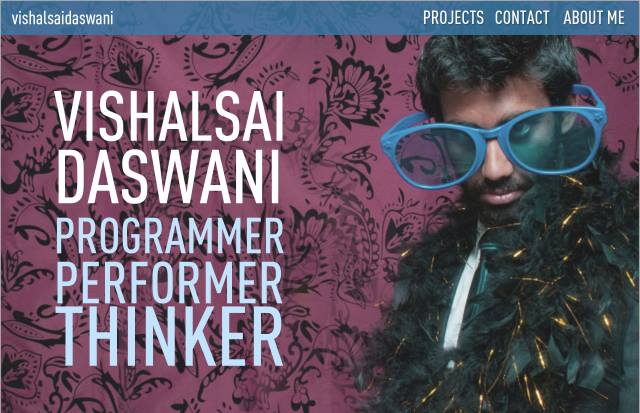 vishalsaidaswani
PROJECTS CONTACT ABOUT ME
VISHALSAI
DASWANI
PROGRAMMER
PERFORMER
THINKER